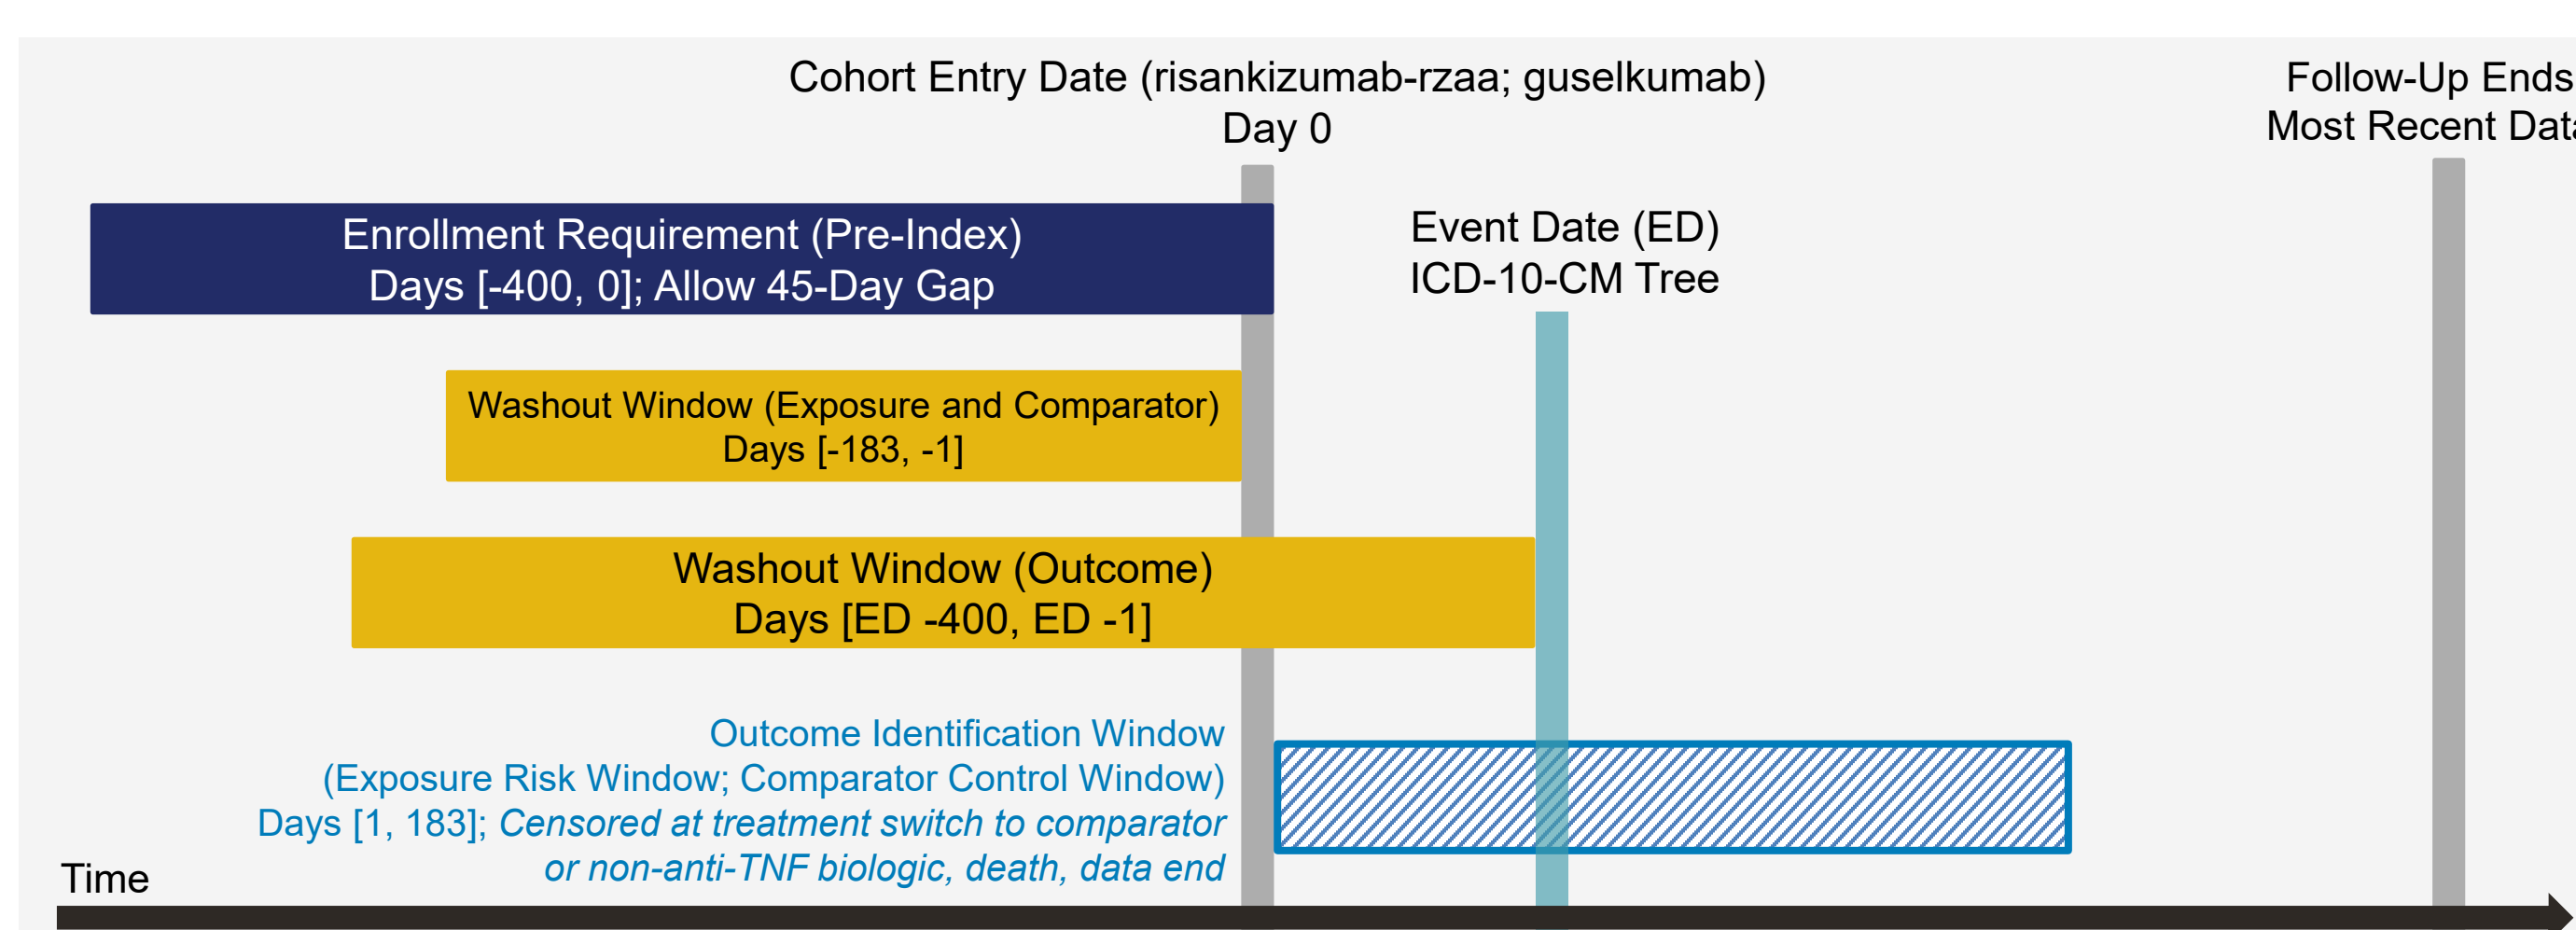 Cohort Entry Date (risankizumab-rzaa; guselkumab)
Day 0
Follow-Up Ends
Most Recent Data
Enrollment Requirement (Pre-Index)
Days [-400, 0]; Allow 45-Day Gap
Event Date (ED)
ICD-10-CM Tree
Washout Window (Exposure and Comparator)
Days [-183, -1]
Washout Window (Outcome)
Days [ED -400, ED -1]
Outcome Identification Window
(Exposure Risk Window; Comparator Control Window)
Days [1, 183]; Censored at treatment switch to comparator
or non-anti-TNF biologic, death, data end
Time